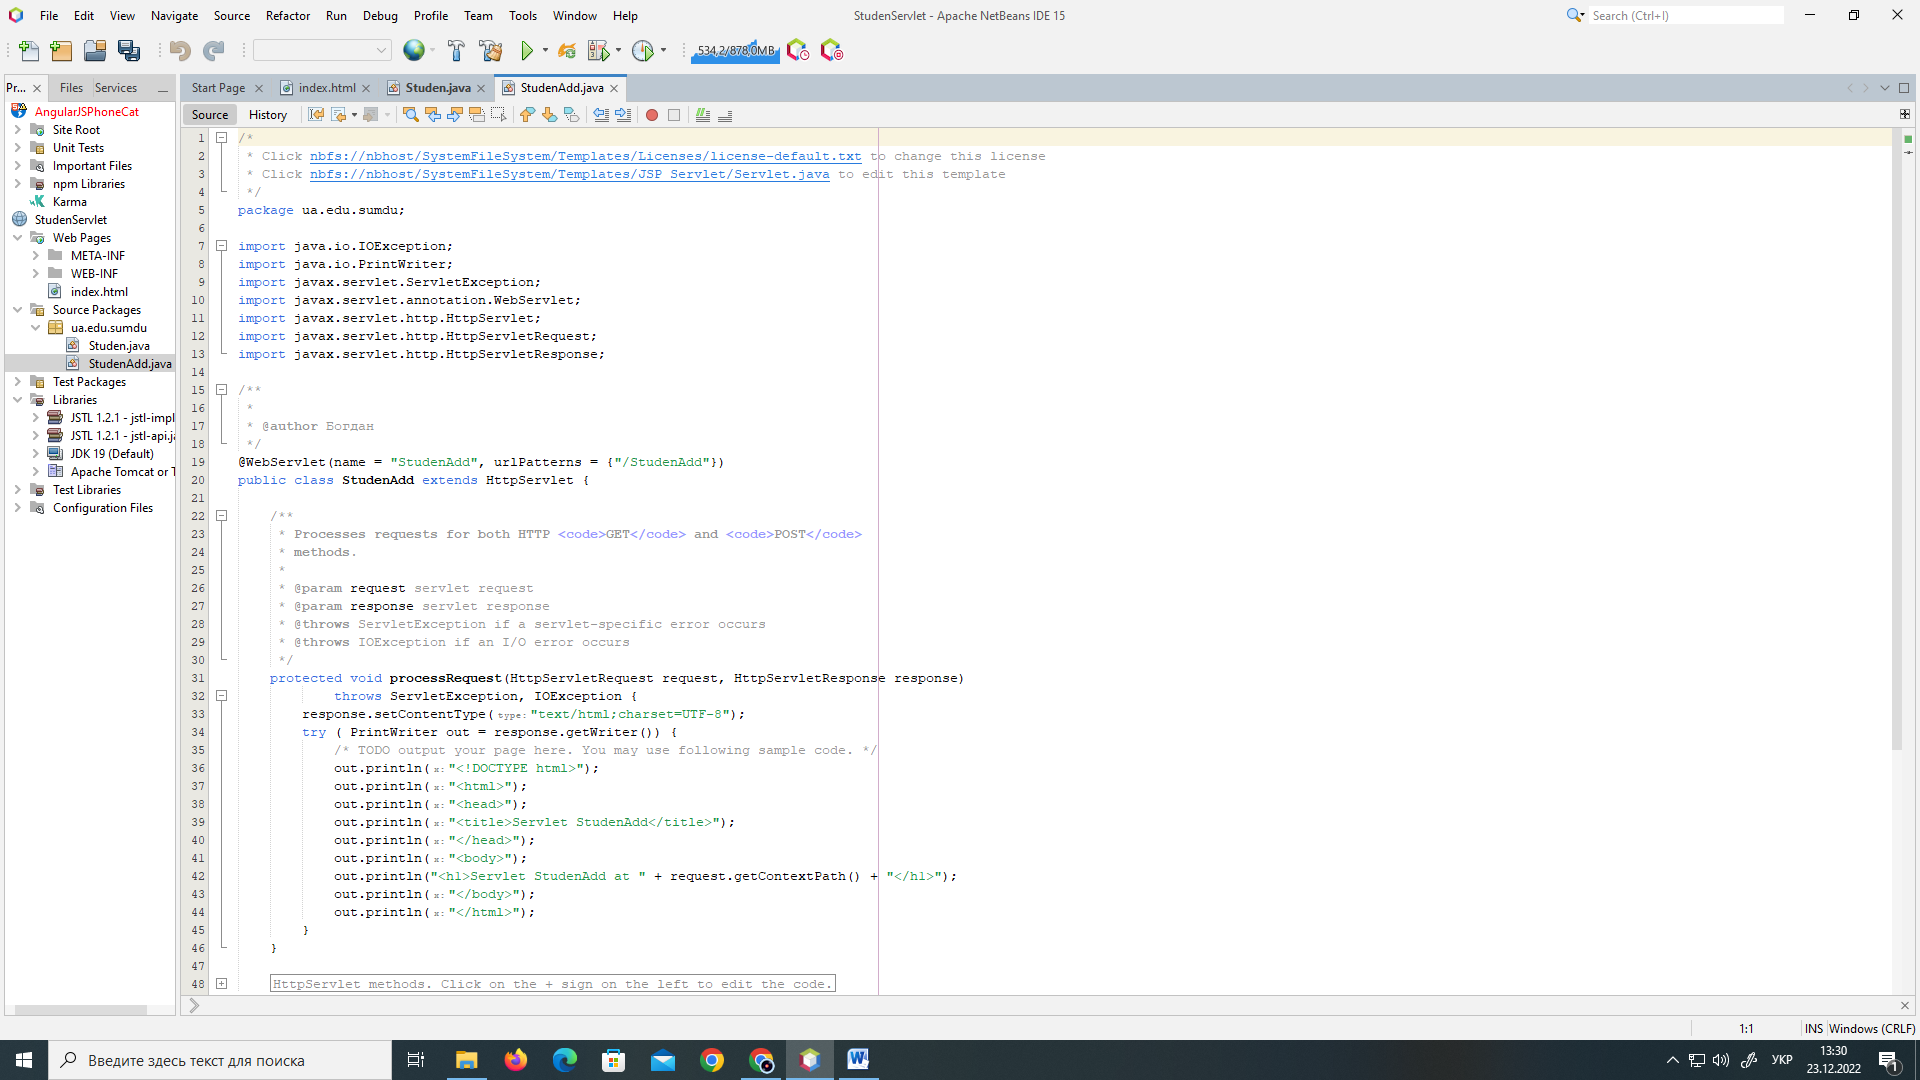 File Edit View Navigate Source Refactor Run Debug Profile Team Tools Window Help
StudenServlet - Apache NetBeans IDE 15
Search (Ctrl+I)
534,2/878,0MB
Pr... Files Services
Start Page index.html Studen.java StudenAdd.java
Source History
AngularJSPhoneCat
Site Root
Unit Tests
Important Files
npm Libraries
Karma
StudenServlet
Web Pages
META-INF
WEB-INF
index.html
Source Packages
ua.edu.sumdu
Studen.java
StudenAdd.java
Test Packages
Libraries
JSTL 1.2.1 - jstl-impl
JSTL 1.2.1 - jstl-api.ja
JDK 19 (Default)
Apache Tomcat or T
Test Libraries
Configuration Files
1 /*
2 * Click nbfs://nbhost/SystemFileSystem/Templates/Licenses/license-default.txt to change this license
3 * Click nbfs://nbhost/SystemFileSystem/Templates/JSP_Servlet/Servlet.java to edit this template
4 */
5 package ua.edu.sumdu;
6
7 import java.io.IOException;
8 import java.io.PrintWriter;
9 import javax.servlet.ServletException;
10 import javax.servlet.annotation.WebServlet;
11 import javax.servlet.http.HttpServlet;
12 import javax.servlet.http.HttpServletRequest;
13 import javax.servlet.http.HttpServletResponse;
14
15 /**
16 *
17 * @author Богдан
18 */
19 @WebServlet(name = "StudenAdd", urlPatterns = {"/StudenAdd"})
20 public class StudenAdd extends HttpServlet {
21
22 /**
23 * Processes requests for both HTTP <code>GET</code> and <code>POST</code>
24 * methods.
25 *
26 * @param request servlet request
27 * @param response servlet response
28 * @throws ServletException if a servlet-specific error occurs
29 * @throws IOException if an I/O error occurs
30 */
31 protected void processRequest(HttpServletRequest request, HttpServletResponse response)
32 throws ServletException, IOException {
33 response.setContentType(type:"text/html;charset=UTF-8");
34 try ( PrintWriter out = response.getWriter()) {
35 /* TODO output your page here. You may use following sample code. */
36 out.println(x:"<!DOCTYPE html>");
37 out.println(x:"<html>");
38 out.println(x:"<head>");
39 out.println(x:"<title>Servlet StudenAdd</title>");
40 out.println(x:"</head>");
41 out.println(x:"<body>");
42 out.println("<h1>Servlet StudenAdd at " + request.getContextPath() + "</h1>");
43 out.println(x:"</body>");
44 out.println(x:"</html>");
45 }
46 }
47
48 HttpServlet methods. Click on the + sign on the left to edit the code.
1:1 INS Windows (CRLF)
Введите здесь текст для поиска
УКР
13:30
23.12.2022
1